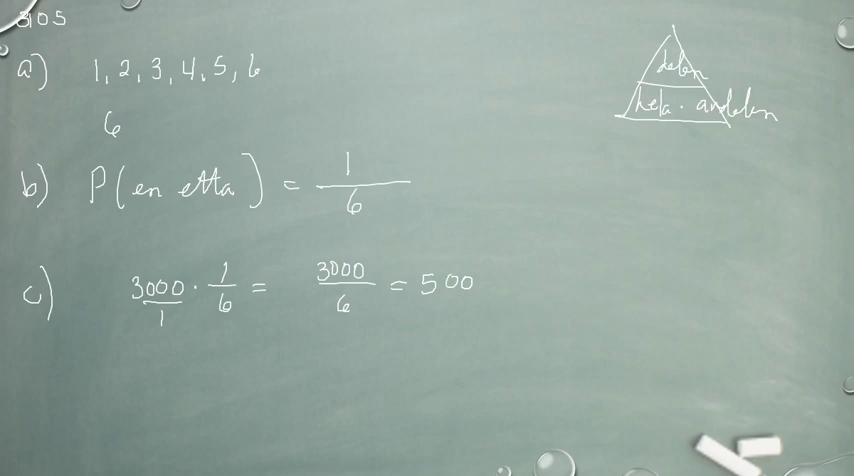 3105
delen
a) 1, 2, 3, 4, 5, 6
hela · andelen
6
b) P(en etta) = 1/6
c) 3000/1 · 1/6 = 3000/6 = 500